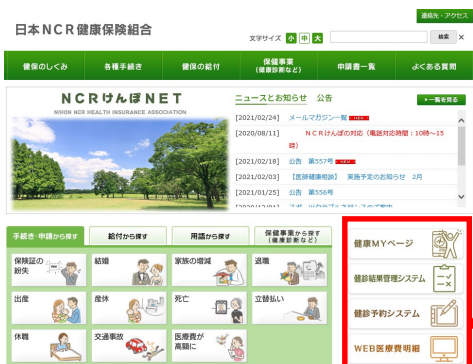 連絡先・アクセス
日本NCR健康保険組合
文字サイズ 小 中 大 検索 ×
健保のしくみ 各種手続き 健保の給付 保健事業 (健康診断など) 申請書一覧 よくある質問
NCRけんぽNET
NIHON NCR HEALTH INSURANCE ASSOCIATION
ニュースとお知らせ 公告 ▶一覧を見る
[2021/02/24] メールマガジン一覧 NEW
[2020/08/11] NCRけんぽの対応(電話対応時間:10時~15
時)
[2021/02/18] 公告 第557号 NEW
[2021/02/03] 【医師健康相談】 実施予定のお知らせ 2月
[2021/01/25] 公告 第556号
手続き・申請から探す 給付から探す 用語から探す 保健事業から探す
(健康診断など)
保険証の
紛失
結婚
家族の増減
退職
出産
産休
死亡
立替払い
休職
交通事故
医療費が
高額に
健康MYページ
健診結果管理システム
健診予約システム
WEB医療費明細